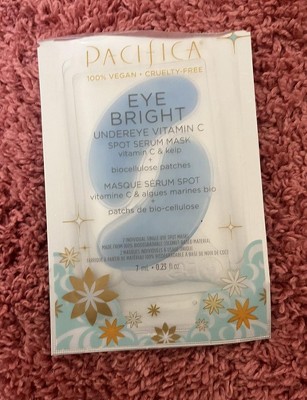 PACIFICA
100% VEGAN • CRUELTY-FREE
EYE
BRIGHT
UNDEREYE VITAMIN C
SPOT SERUM MASK
vitamin C & kelp
+
biocellulose patches
MASQUE SÉRUM SPOT
vitamine C & algues marines bio
+
patchs de bio-cellulose
7 mL • 0.23 fl oz